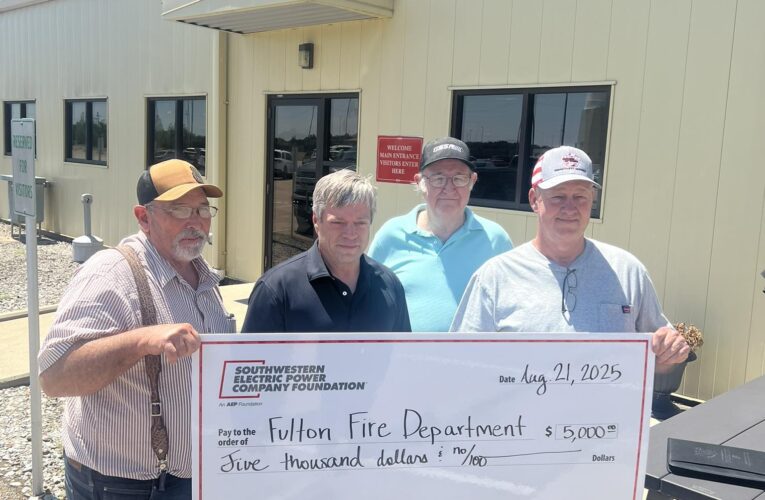 RESERVED
FOR
VISITORS
WELCOME
MAIN ENTRANCE
VISITORS ENTER
HERE
SOUTHWESTERN
ELECTRIC POWER
COMPANY FOUNDATION
An AEP Foundation
Date Aug. 21, 2025
Pay to the
order of Fulton Fire Department $ 5,000.00
Five thousand dollars & no/100 Dollars